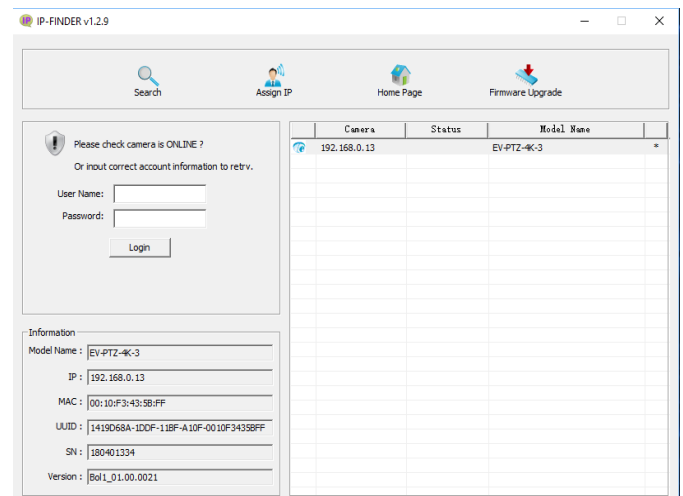 IP IP-FINDER v1.2.9
Search Assign IP Home Page Firmware Upgrade
Please check camera is ONLINE ?
Or input correct account information to retry.
User Name:
Password:
Login
Camera Status Model Name
192.168.0.13 EV-PTZ-4K-3 *
Information
Model Name : EV-PTZ-4K-3
IP : 192.168.0.13
MAC : 00:10:F3:43:5B:FF
UUID : 1419D68A-1DDF-11BF-A10F-0010F3435BFF
SN : 180401334
Version : Bol1_01.00.0021